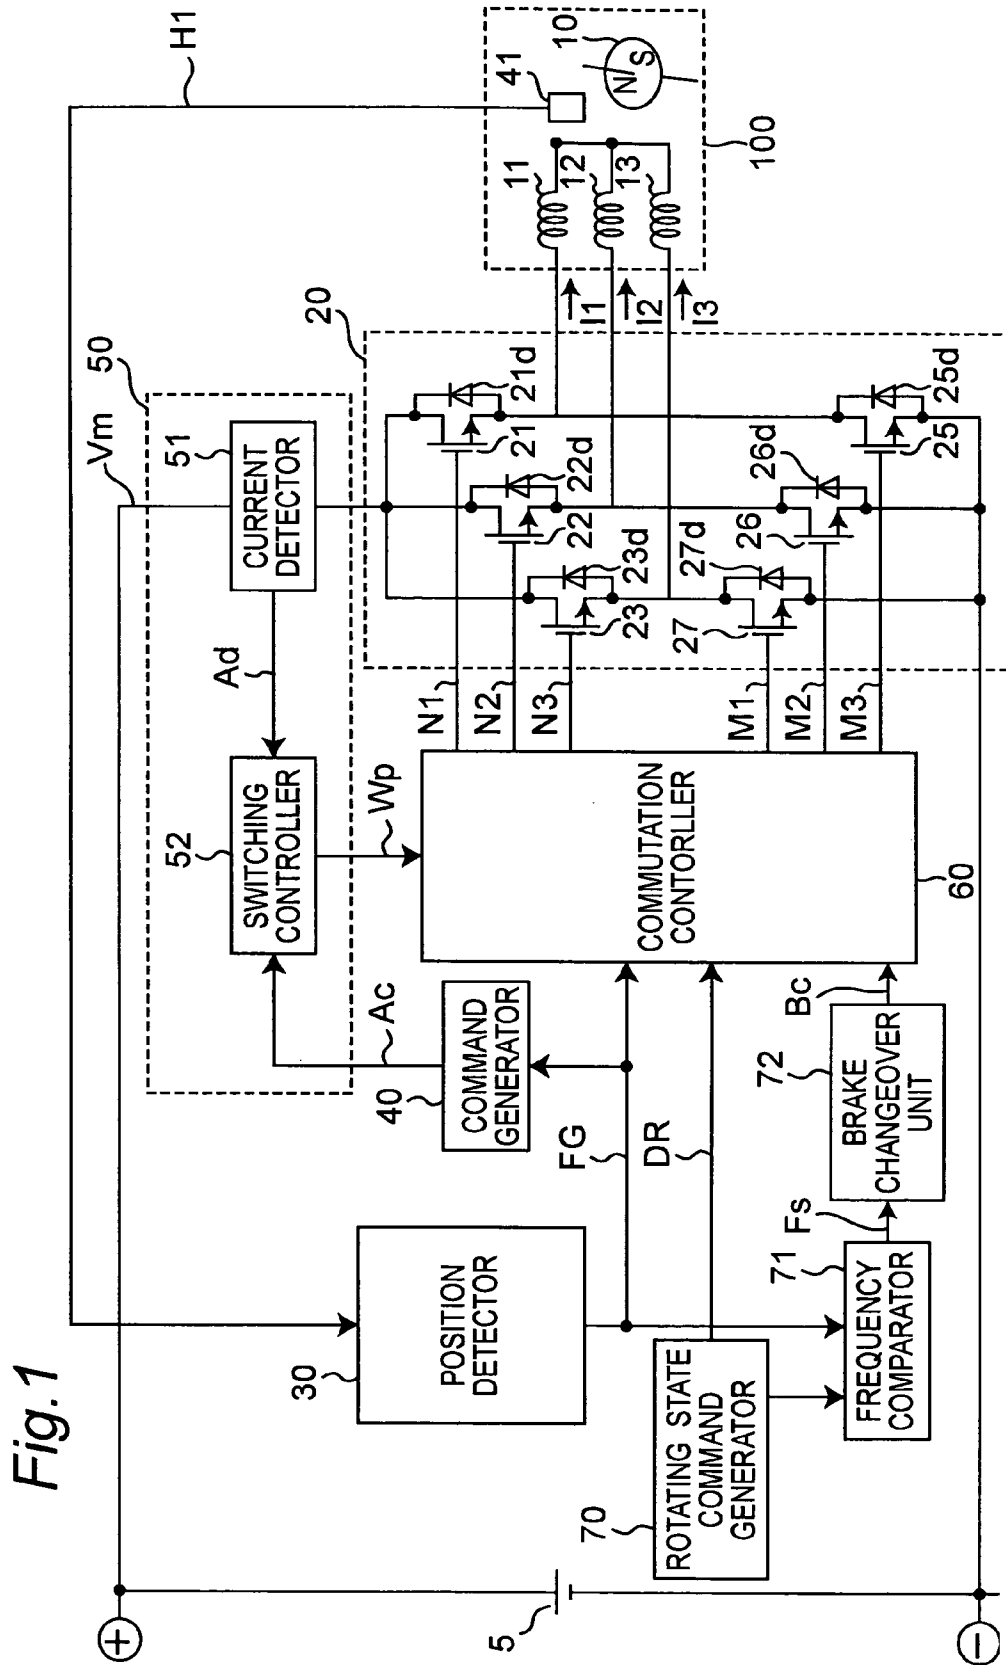 Fig.1
H1
Vm
50
51
CURRENT
DETECTOR
Ad
52
SWITCHING
CONTROLLER
Wp
Ac
40
COMMAND
GENERATOR
30
POSITION
DETECTOR
FG
DR
70
ROTATING STATE
COMMAND
GENERATOR
71
FREQUENCY
COMPARATOR
Fs
72
BRAKE
CHANGEOVER
UNIT
Bc
COMMUTATION
CONTORLLER
60
N1
N2
N3
M1
M2
M3
20
21
21d
22
22d
23
23d
25
25d
26
26d
27
27d
I1
I2
I3
11
12
13
41
10
N
S
100
5
+
−